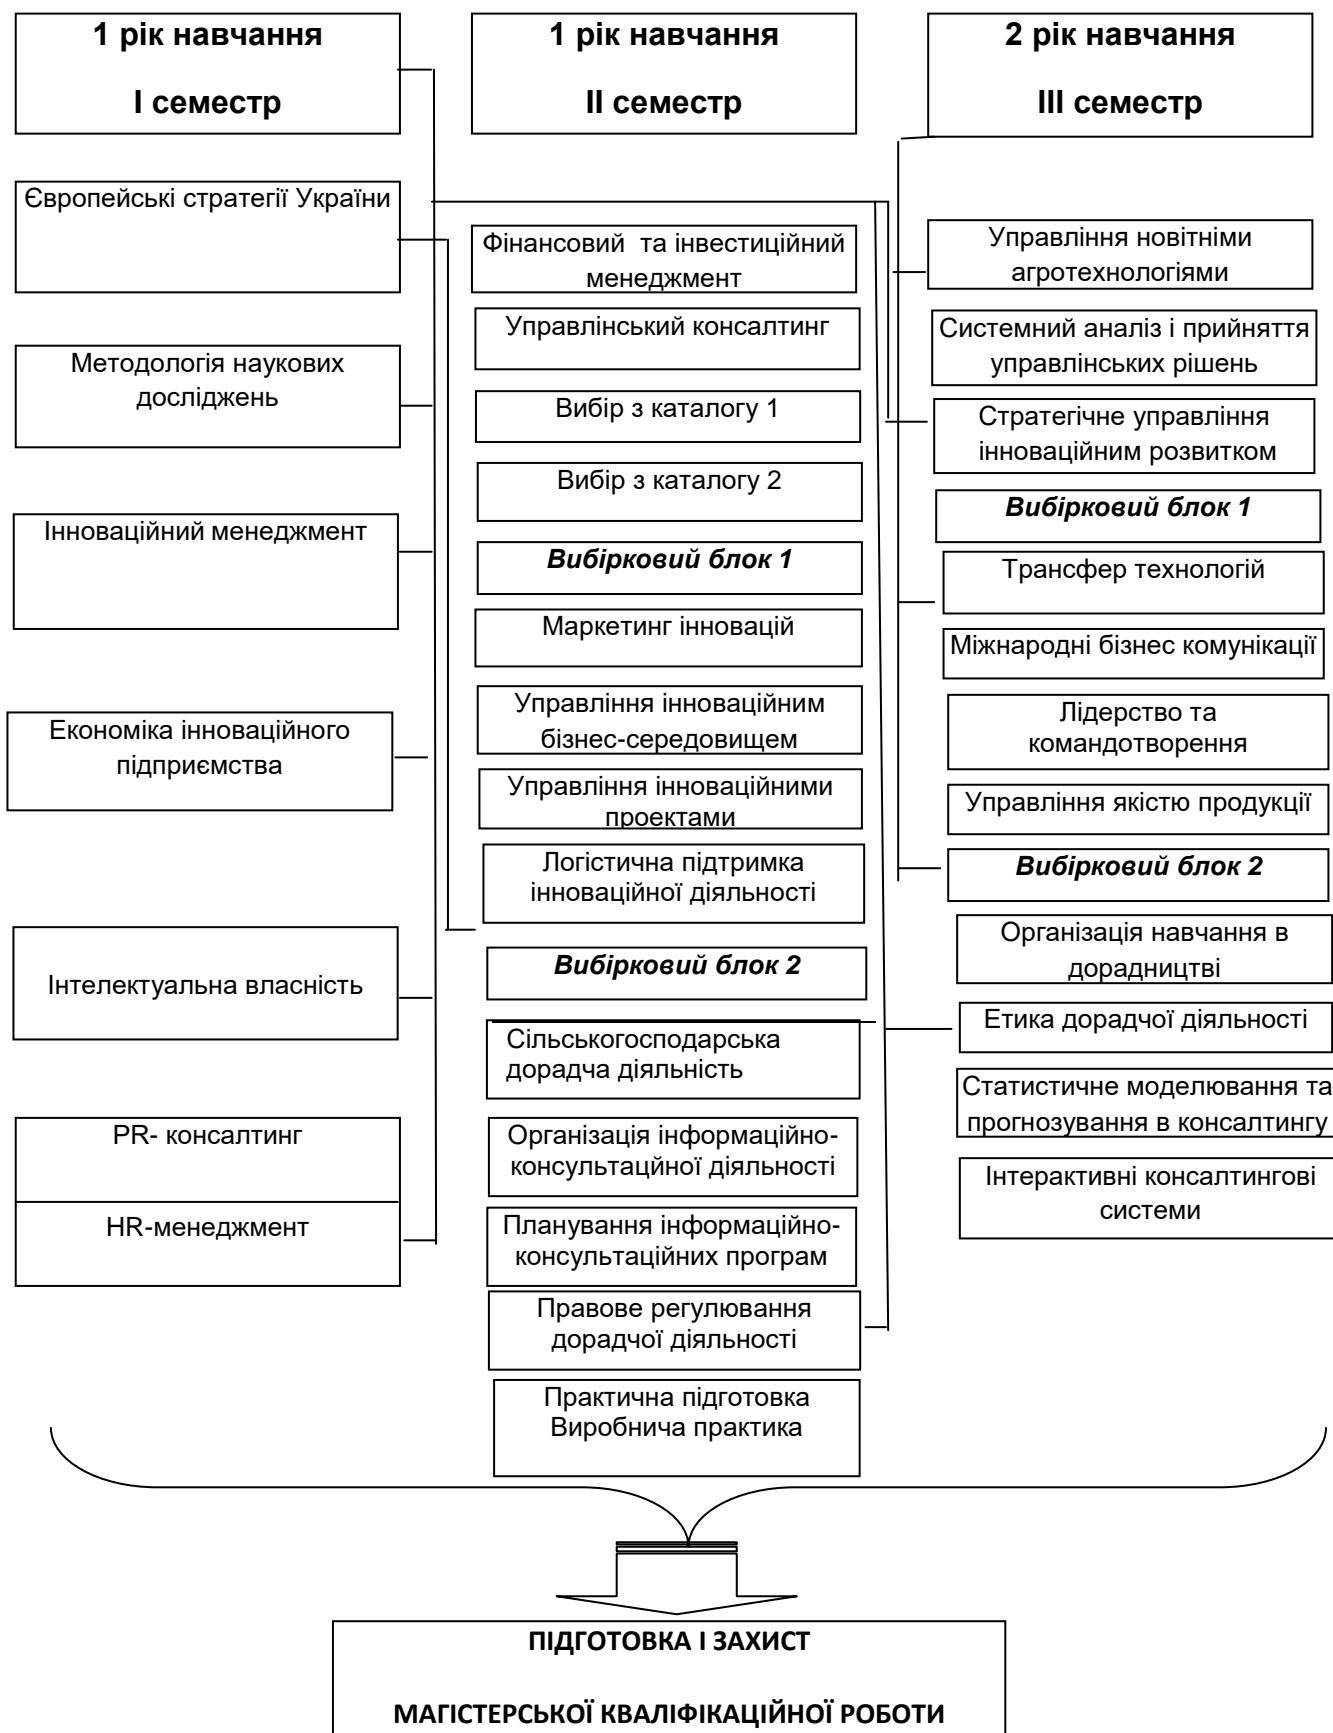 1 рік навчання
І семестр
1 рік навчання
ІІ семестр
2 рік навчання
ІІІ семестр
Європейські стратегії України
Методологія наукових
досліджень
Інноваційний менеджмент
Економіка інноваційного
підприємства
Інтелектуальна власність
PR- консалтинг
HR-менеджмент
Фінансовий та інвестиційний
менеджмент
Управлінський консалтинг
Вибір з каталогу 1
Вибір з каталогу 2
Вибірковий блок 1
Маркетинг інновацій
Управління інноваційним
бізнес-середовищем
Управління інноваційними
проектами
Логістична підтримка
інноваційної діяльності
Вибірковий блок 2
Сільськогосподарська
дорадча діяльність
Організація інформаційно-
консультаційної діяльності
Планування інформаційно-
консультаційних програм
Правове регулювання
дорадчої діяльності
Практична підготовка
Виробнича практика
Управління новітніми
агротехнологіями
Системний аналіз і прийняття
управлінських рішень
Стратегічне управління
інноваційним розвитком
Вибірковий блок 1
Трансфер технологій
Міжнародні бізнес комунікації
Лідерство та
командотворення
Управління якістю продукції
Вибірковий блок 2
Організація навчання в
дорадництві
Етика дорадчої діяльності
Статистичне моделювання та
прогнозування в консалтингу
Інтерактивні консалтингові
системи
ПІДГОТОВКА І ЗАХИСТ
МАГІСТЕРСЬКОЇ КВАЛІФІКАЦІЙНОЇ РОБОТИ